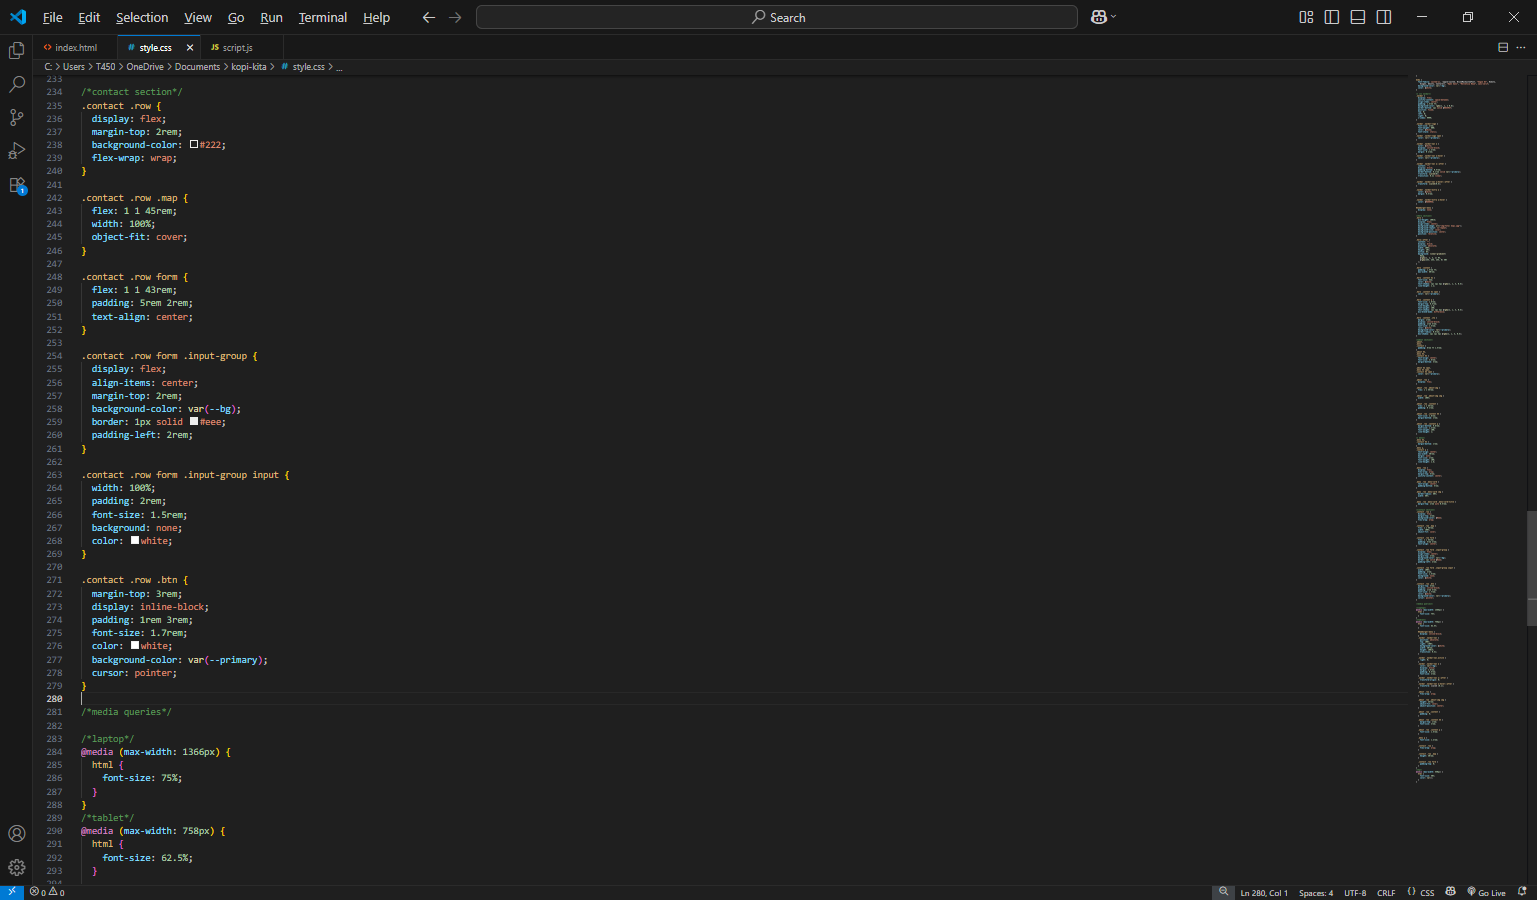 File Edit Selection View Go Run Terminal Help
Search
index.html
# style.css
JS script.js
C: > Users > T450 > OneDrive > Documents > kopi-kita > # style.css > ...
233
234 /*contact section*/
235 .contact .row {
236 display: flex;
237 margin-top: 2rem;
238 background-color: #222;
239 flex-wrap: wrap;
240 }
241
242 .contact .row .map {
243 flex: 1 1 45rem;
244 width: 100%;
245 object-fit: cover;
246 }
247
248 .contact .row form {
249 flex: 1 1 43rem;
250 padding: 5rem 2rem;
251 text-align: center;
252 }
253
254 .contact .row form .input-group {
255 display: flex;
256 align-items: center;
257 margin-top: 2rem;
258 background-color: var(--bg);
259 border: 1px solid #eee;
260 padding-left: 2rem;
261 }
262
263 .contact .row form .input-group input {
264 width: 100%;
265 padding: 2rem;
266 font-size: 1.5rem;
267 background: none;
268 color: white;
269 }
270
271 .contact .row .btn {
272 margin-top: 3rem;
273 display: inline-block;
274 padding: 1rem 3rem;
275 font-size: 1.7rem;
276 color: white;
277 background-color: var(--primary);
278 cursor: pointer;
279 }
280
281 /*media queries*/
282
283 /*laptop*/
284 @media (max-width: 1366px) {
285 html {
286 font-size: 75%;
287 }
288 }
289 /*tablet*/
290 @media (max-width: 758px) {
291 html {
292 font-size: 62.5%;
293 }
294
1
0 0
Ln 280, Col 1 Spaces: 4 UTF-8 CRLF {} CSS Go Live